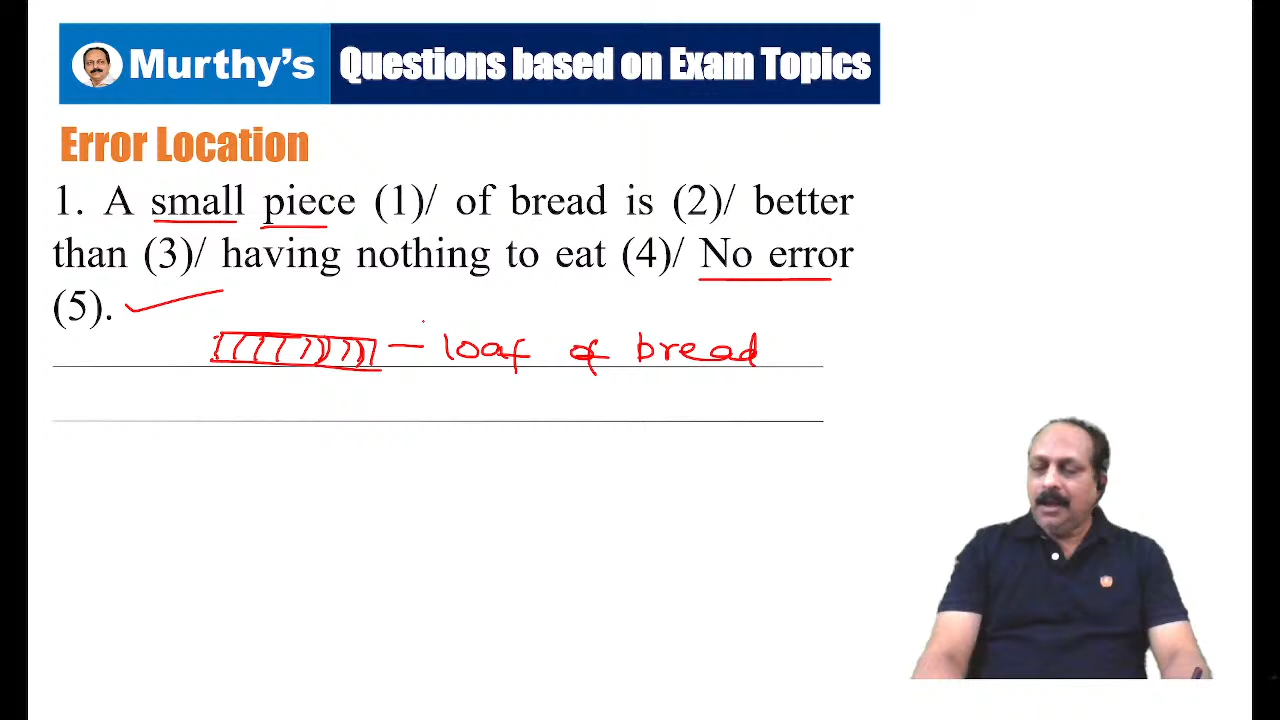 Murthy's Questions based on Exam Topics
Error Location
1. A small piece (1)/ of bread is (2)/ better
than (3)/ having nothing to eat (4)/ No error
(5).
loaf of bread